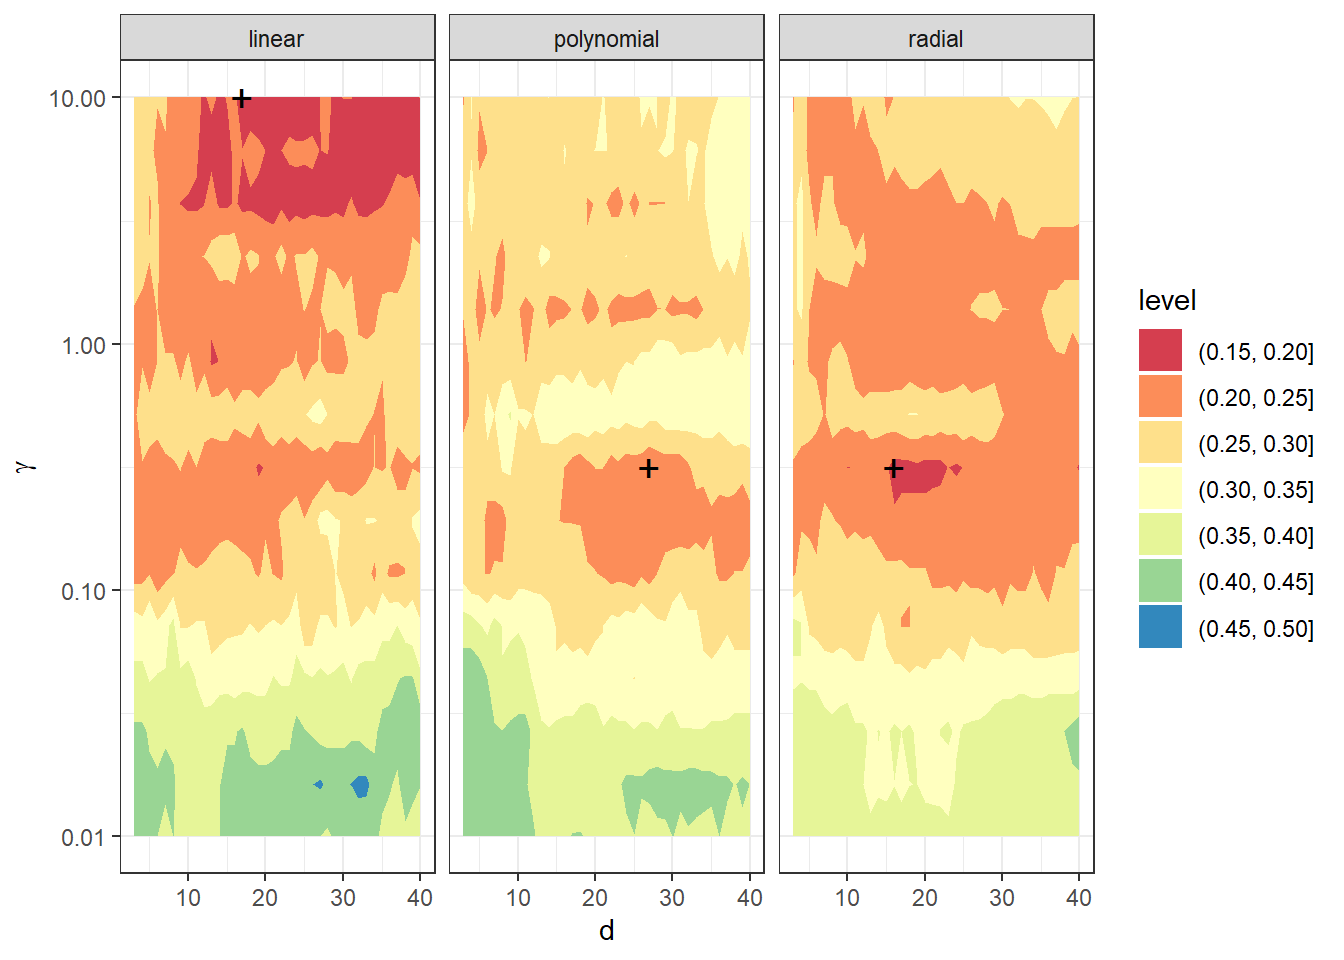 linear polynomial radial
10.00
1.00
0.10
0.01
γ
10 20 30 40 10 20 30 40 10 20 30 40
d
level
(0.15, 0.20]
(0.20, 0.25]
(0.25, 0.30]
(0.30, 0.35]
(0.35, 0.40]
(0.40, 0.45]
(0.45, 0.50]